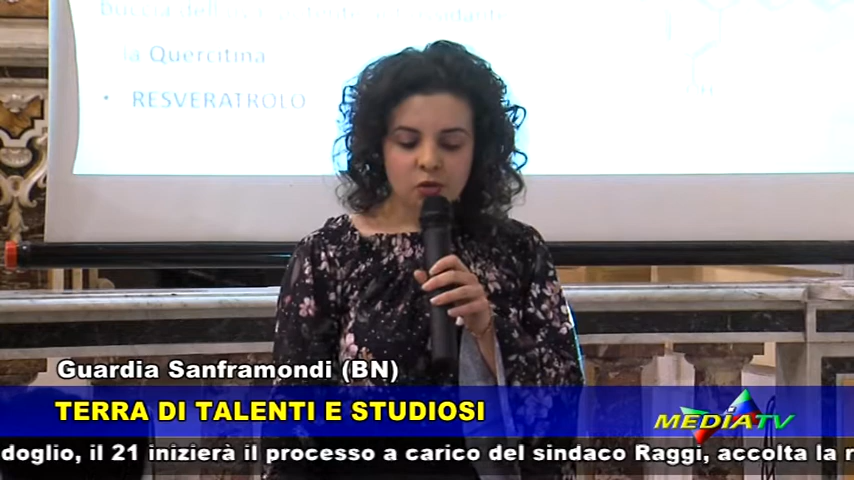 la Quercitina
• RESVERATROLO
Guardia Sanframondi (BN)
TERRA DI TALENTI E STUDIOSI
MEDIATV
doglio, il 21 inizierà il processo a carico del sindaco Raggi, accolta la r